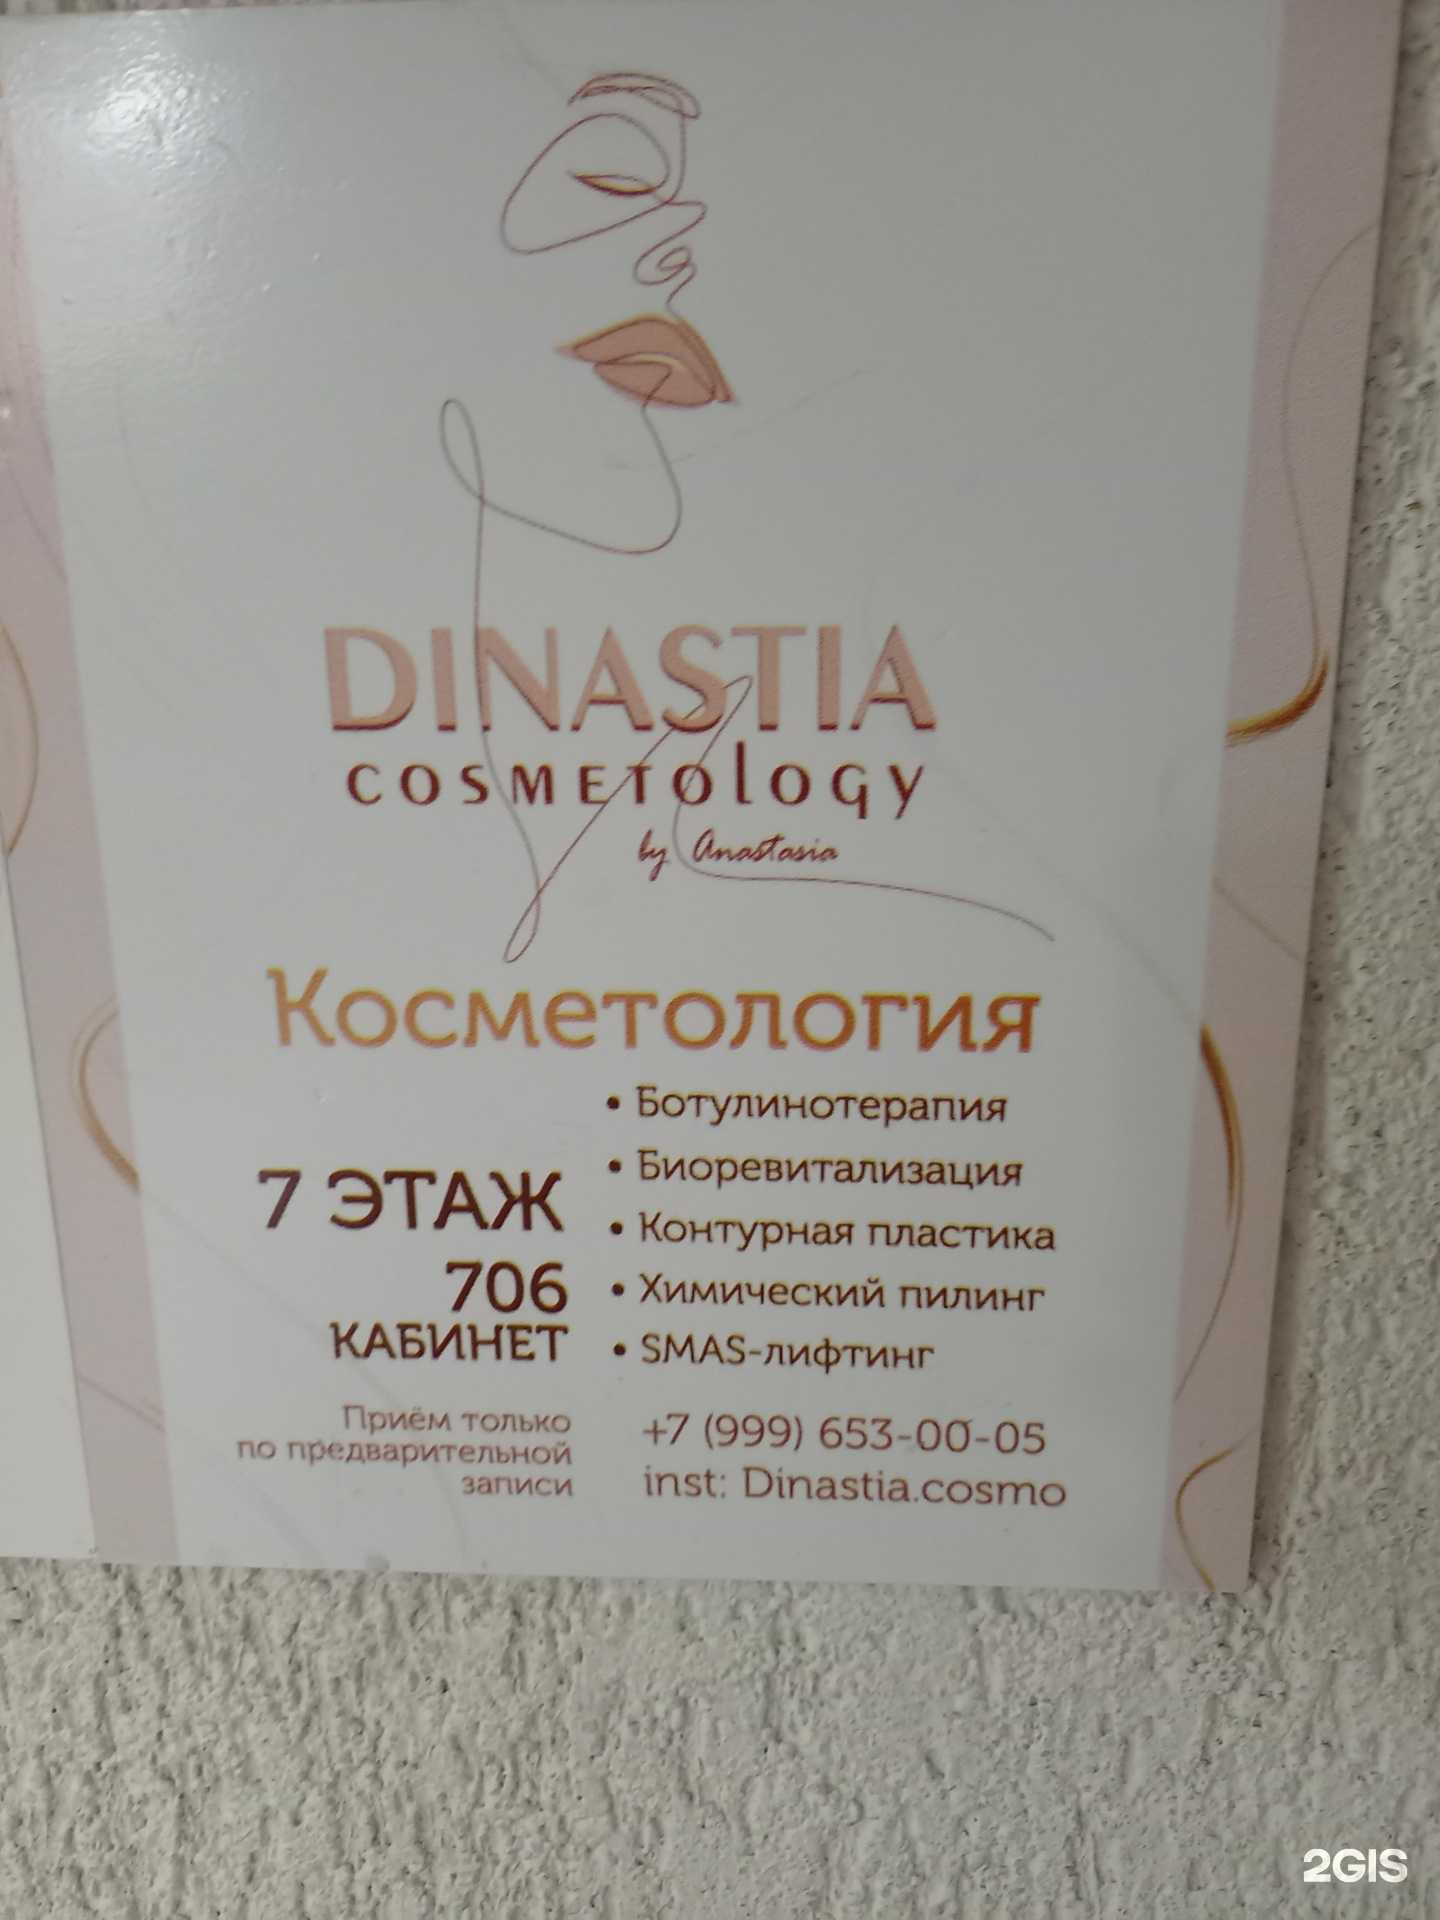 DINASTIA
COSMETOLOGY
by Anastasia
Косметология
7 ЭТАЖ
706
КАБИНЕТ
• Ботулинотерапия
• Биоревитализация
• Контурная пластика
• Химический пилинг
• SMAS-лифтинг
Приём только
по предварительной
записи
+7 (999) 653-00-05
inst: Dinastia.cosmo
2GIS